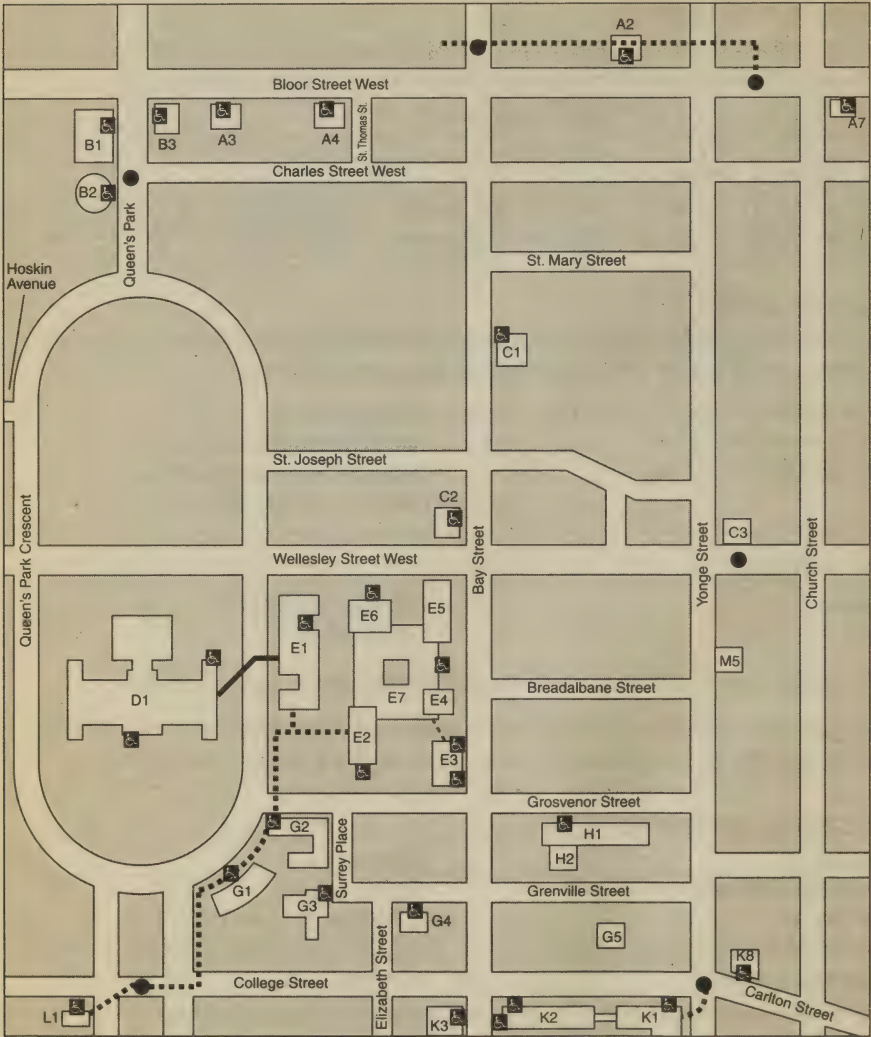 A2
Bloor Street West
B1
B3
A3
A4
St. Thomas St.
A7
Charles Street West
B2
Queen's Park
Hoskin
Avenue
St. Mary Street
C1
St. Joseph Street
C2
C3
Queen's Park Crescent
Wellesley Street West
Bay Street
Yonge Street
Church Street
E6
E5
E1
E7
E4
M5
D1
Breadalbane Street
E2
E3
Grosvenor Street
G2
H1
H2
Surrey Place
G1
Grenville Street
G3
G4
G5
K8
Elizabeth Street
College Street
Carlton Street
L1
K3
K2
K1